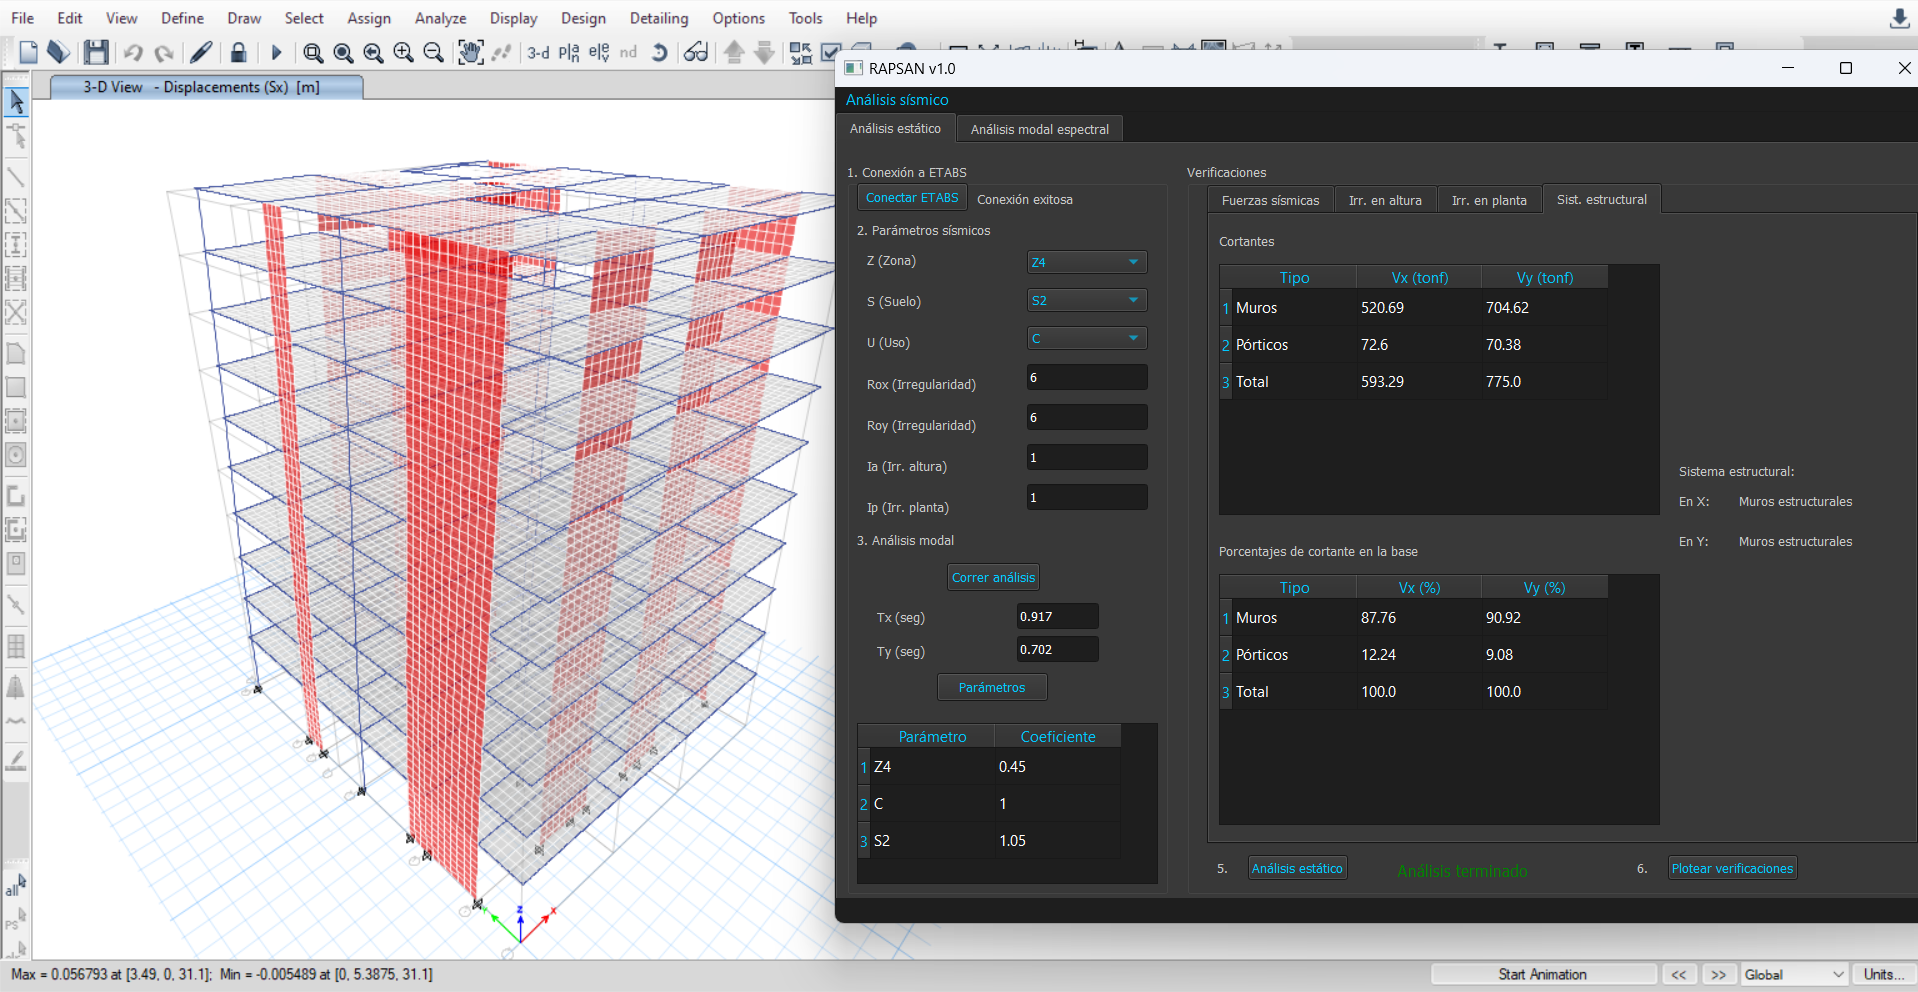 File Edit View Define Draw Select Assign Analyze Display Design Detailing Options Tools Help
3-d pla ele nd
3-D View - Displacements (Sx) [m]
RAPSAN v1.0
Análisis sísmico
Análisis estático Análisis modal espectral
1. Conexión a ETABS
Conectar ETABS Conexión exitosa
2. Parámetros sísmicos
Z (Zona) Z4
S (Suelo) S2
U (Uso) C
Rox (Irregularidad) 6
Roy (Irregularidad) 6
Ia (Irr. altura) 1
Ip (Irr. planta) 1
3. Análisis modal
Correr análisis
Tx (seg) 0.917
Ty (seg) 0.702
Parámetros
Parámetro Coeficiente
1 Z4 0.45
2 C 1
3 S2 1.05
Verificaciones
Fuerzas sísmicas Irr. en altura Irr. en planta Sist. estructural
Cortantes
Tipo Vx (tonf) Vy (tonf)
1 Muros 520.69 704.62
2 Pórticos 72.6 70.38
3 Total 593.29 775.0
Sistema estructural:
En X: Muros estructurales
En Y: Muros estructurales
Porcentajes de cortante en la base
Tipo Vx (%) Vy (%)
1 Muros 87.76 90.92
2 Pórticos 12.24 9.08
3 Total 100.0 100.0
5. Análisis estático Análisis terminado 6. Plotear verificaciones
all
PS
Z X
Max = 0.056793 at [3.49, 0, 31.1]; Min = -0.005489 at [0, 5.3875, 31.1]
Start Animation << >> Global Units...